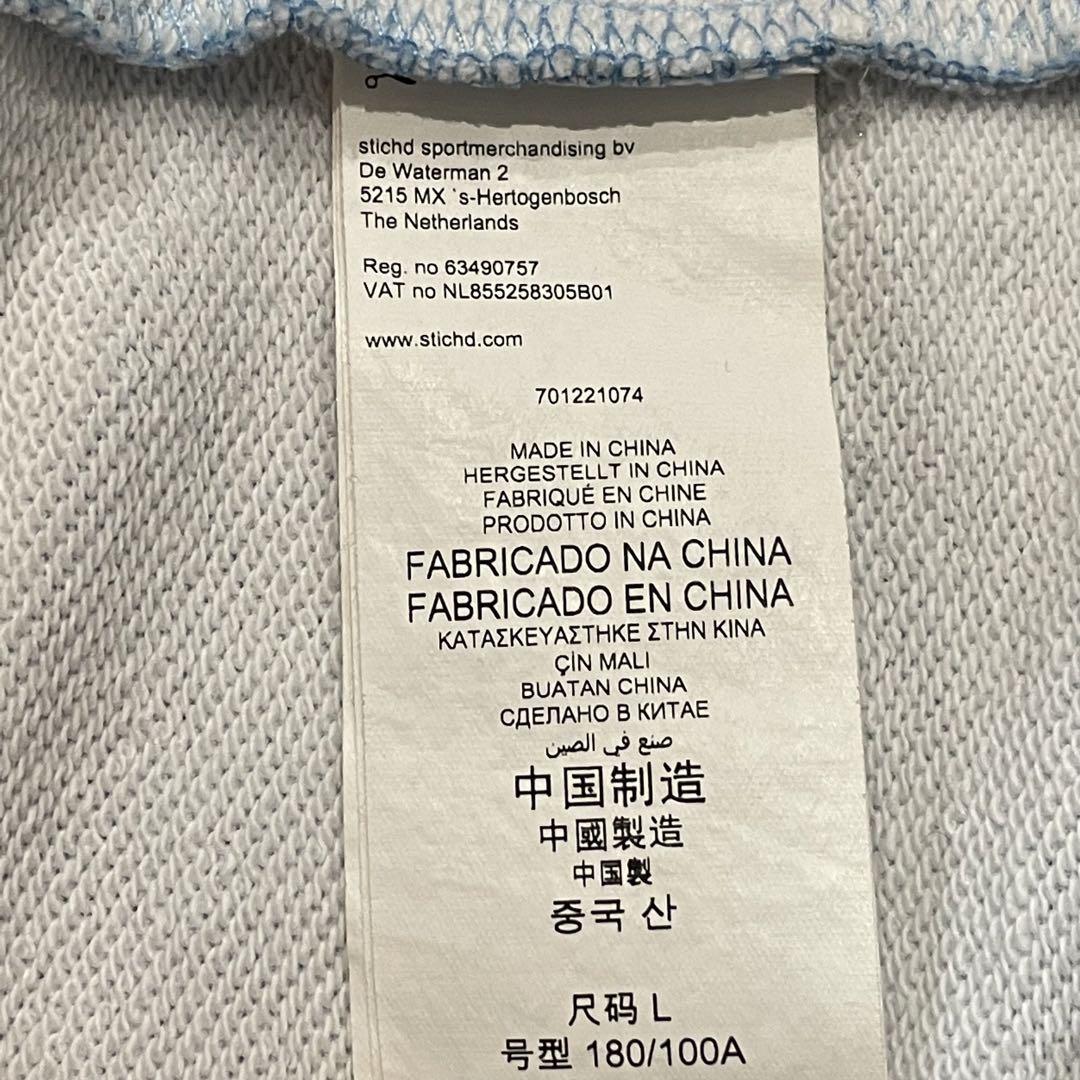 stichd sportmerchandising bv
De Waterman 2
5215 MX `s-Hertogenbosch
The Netherlands
Reg. no 63490757
VAT no NL855258305B01
www.stichd.com
701221074
MADE IN CHINA
HERGESTELLT IN CHINA
FABRIQUÉ EN CHINE
PRODOTTO IN CHINA
FABRICADO NA CHINA
FABRICADO EN CHINA
ΚΑΤΑΣΚΕΥΑΣΤΗΚΕ ΣΤΗΝ ΚΙΝΑ
ÇİN MALI
BUATAN CHINA
СДЕЛАНО В КИТАЕ
صنع في الصين
中国制造
中國製造
中国製
중국 산
尺码 L
号型 180/100A